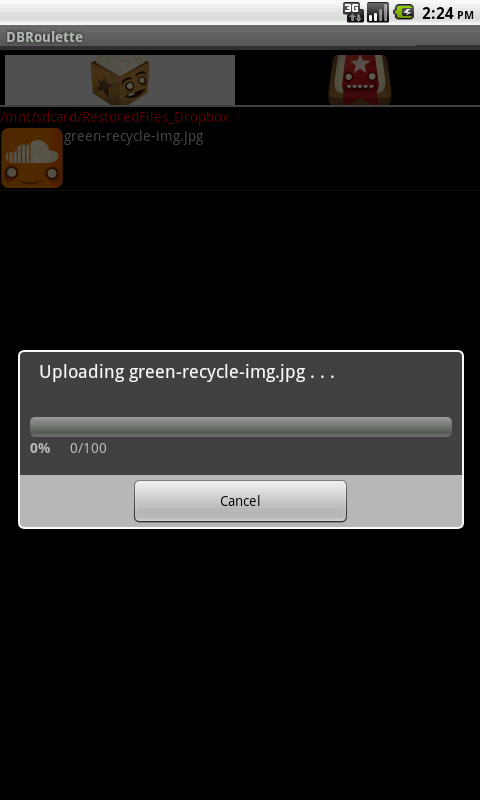 3G
2:24 PM
DBRoulette
/mnt/sdcard/RestoredFiles_Dropbox
green-recycle-img.jpg
Uploading green-recycle-img.jpg . . .
0% 0/100
Cancel